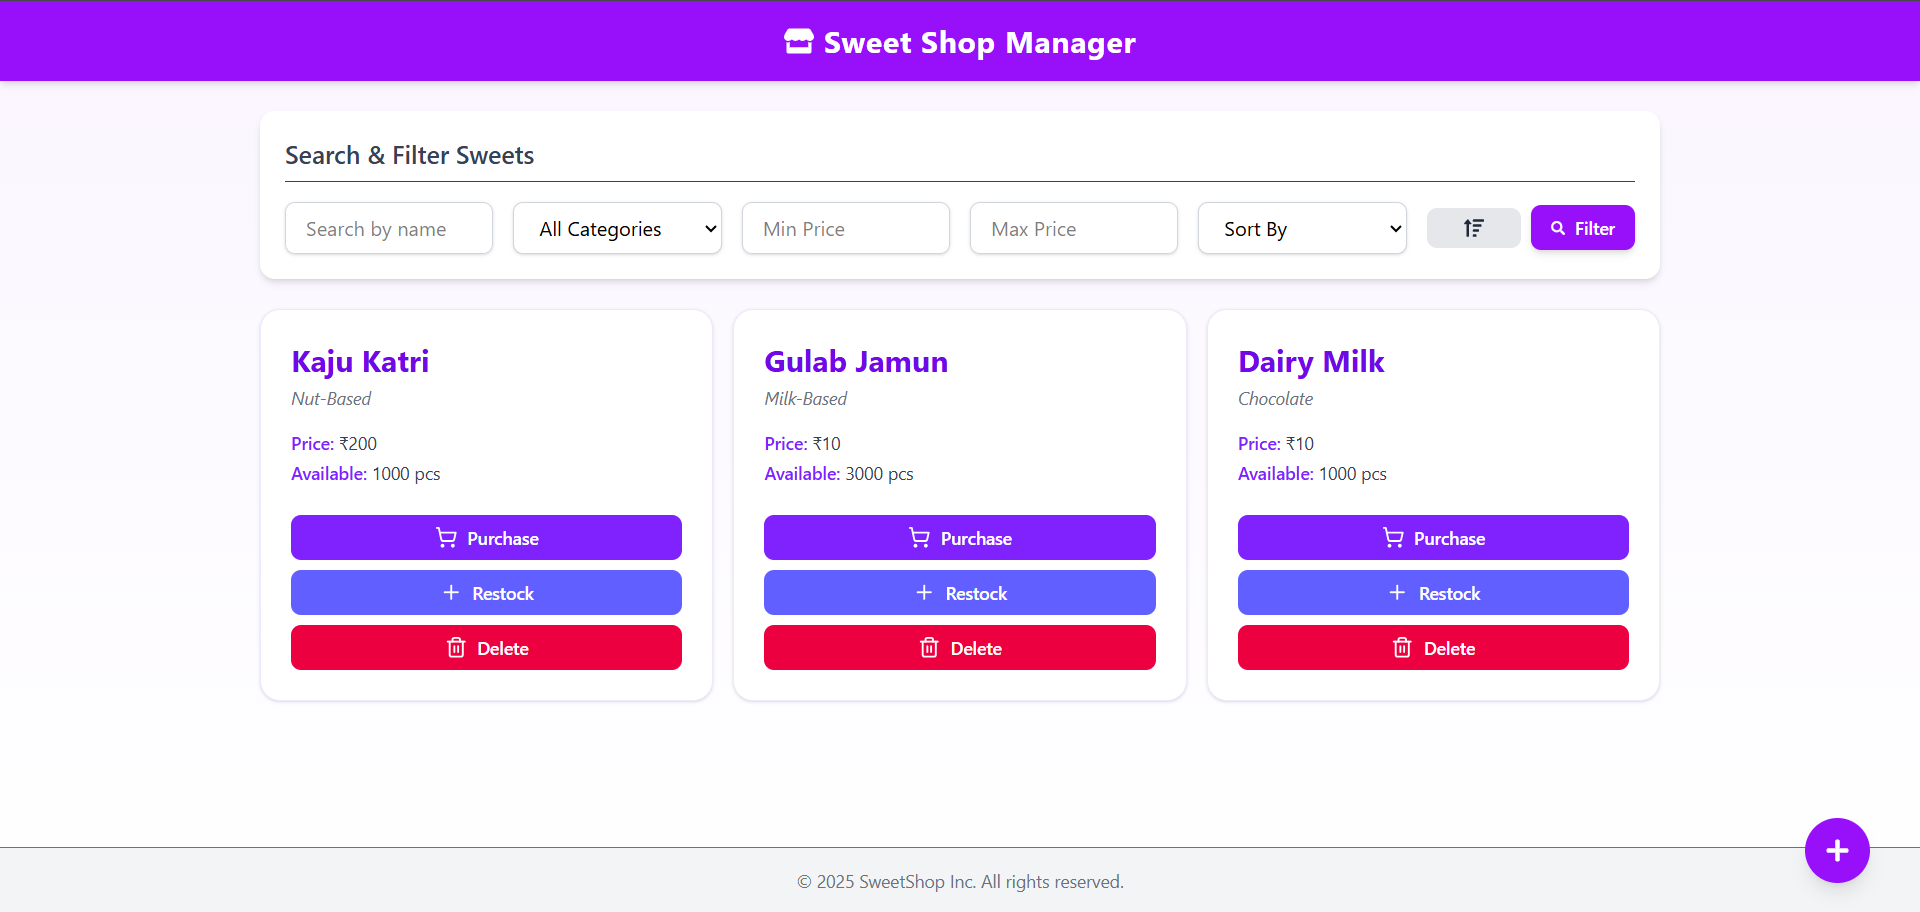 Sweet Shop Manager
Search & Filter Sweets
Search by name
All Categories
Min Price
Max Price
Sort By
Filter
Kaju Katri
Nut-Based
Price: ₹200
Available: 1000 pcs
Purchase
Restock
Delete
Gulab Jamun
Milk-Based
Price: ₹10
Available: 3000 pcs
Purchase
Restock
Delete
Dairy Milk
Chocolate
Price: ₹10
Available: 1000 pcs
Purchase
Restock
Delete
© 2025 SweetShop Inc. All rights reserved.